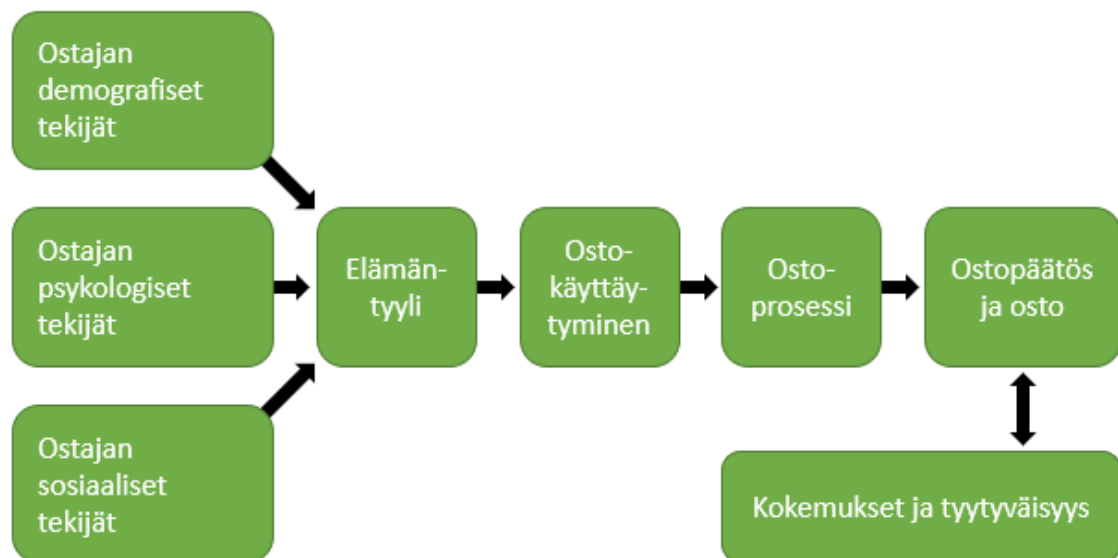 Ostajan
demografiset
tekijät
Ostajan
psykologiset
tekijät
Ostajan
sosiaaliset
tekijät
Elämän-
tyyli
Osto-
käyttäy-
tyminen
Osto-
prosessi
Ostopäätös
ja osto
Kokemukset ja tyytyväisyys